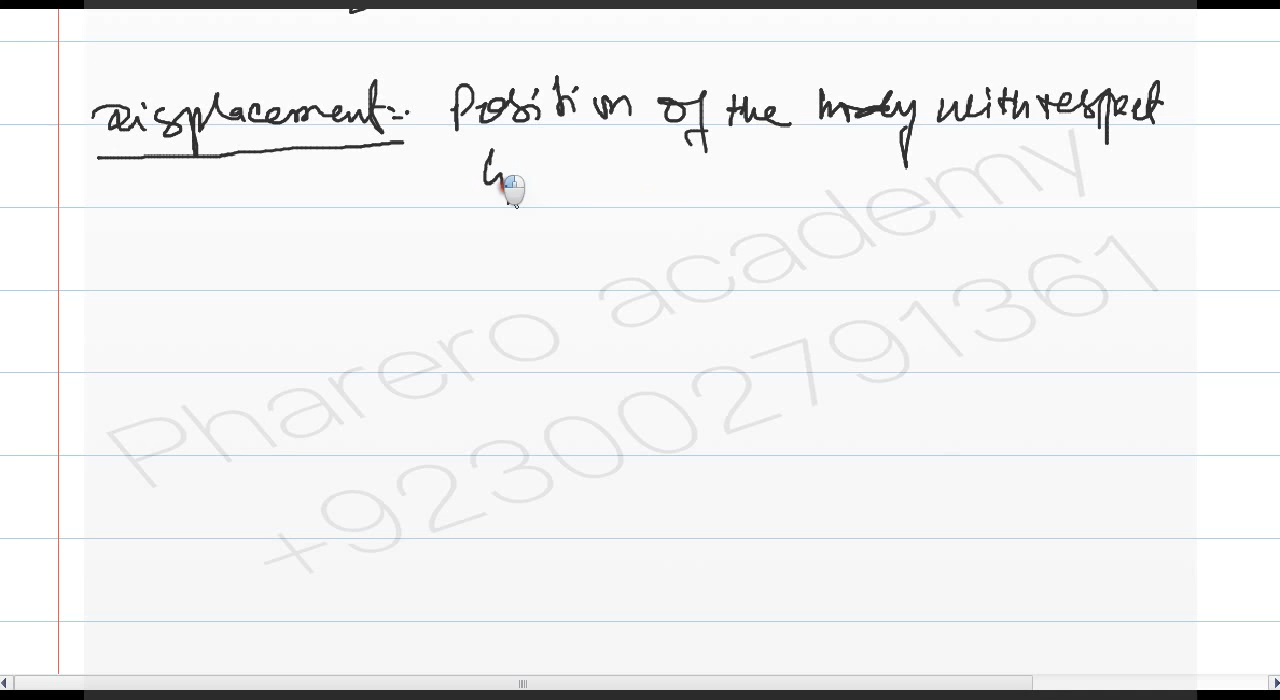 Displacement:- Position of the body with respect
Pharero academy
+923002791361